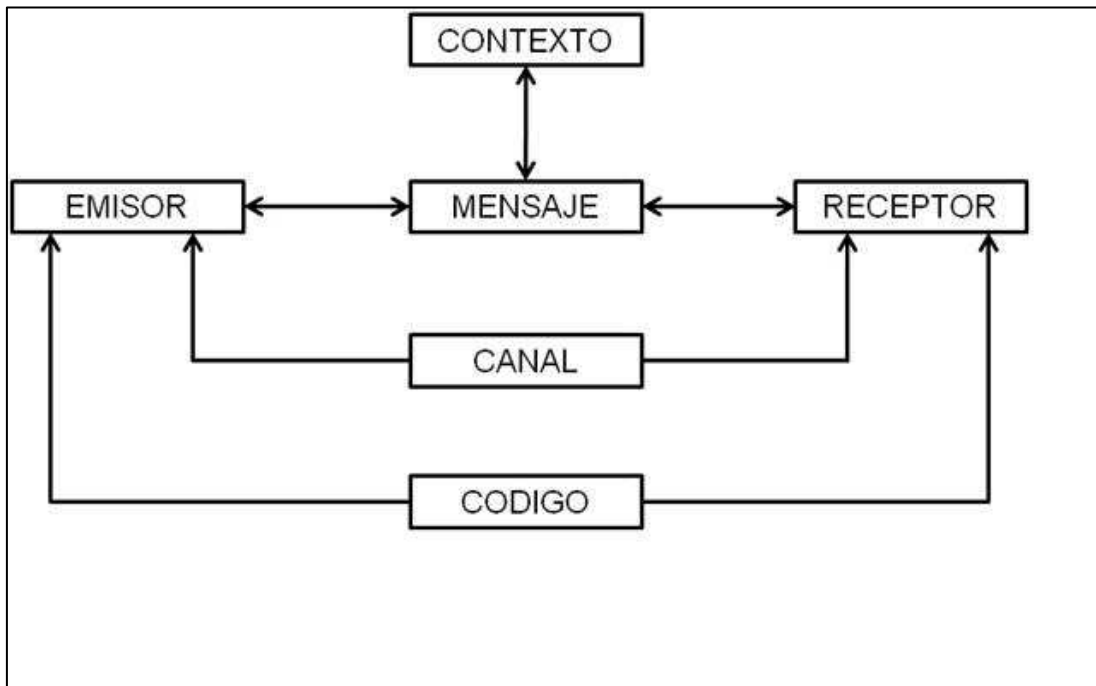 CONTEXTO
EMISOR
MENSAJE
RECEPTOR
CANAL
CODIGO